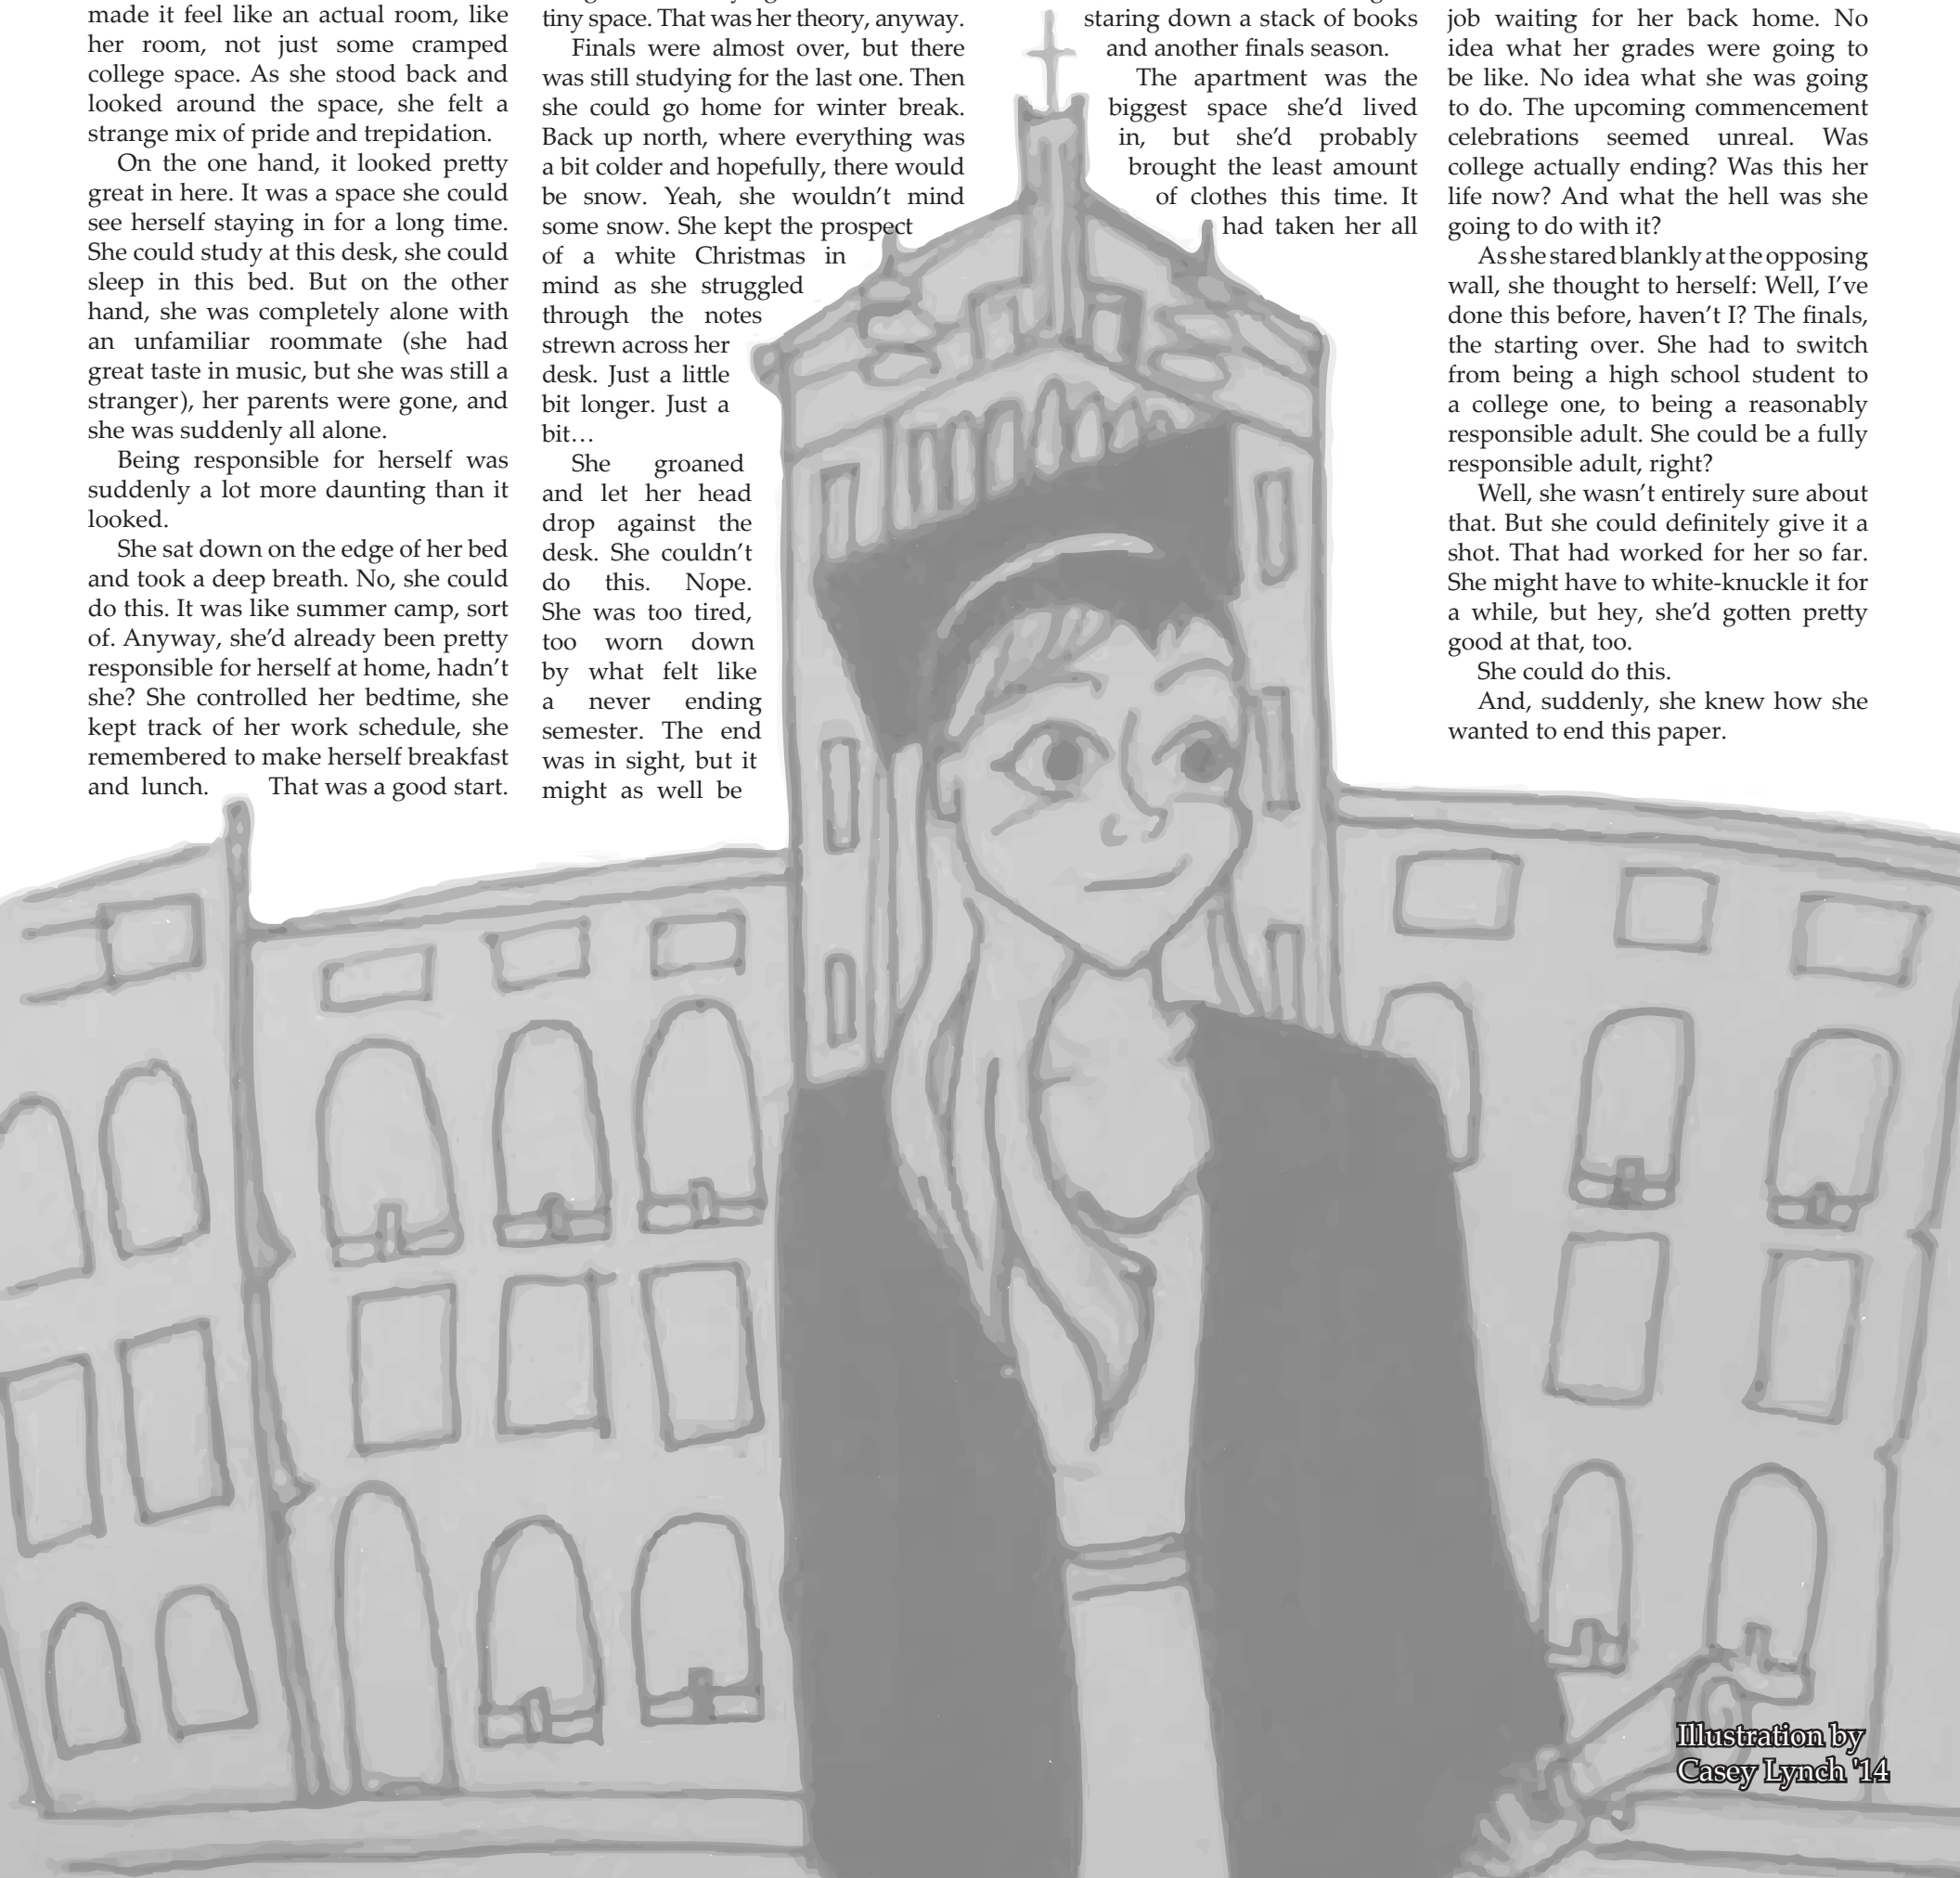 made it feel like an actual room, like
her room, not just some cramped
college space. As she stood back and
looked around the space, she felt a
strange mix of pride and trepidation.
On the one hand, it looked pretty
great in here. It was a space she could
see herself staying in for a long time.
She could study at this desk, she could
sleep in this bed. But on the other
hand, she was completely alone with
an unfamiliar roommate (she had
great taste in music, but she was still a
stranger), her parents were gone, and
she was suddenly all alone.
Being responsible for herself was
suddenly a lot more daunting than it
looked.
She sat down on the edge of her bed
and took a deep breath. No, she could
do this. It was like summer camp, sort
of. Anyway, she’d already been pretty
responsible for herself at home, hadn’t
she? She controlled her bedtime, she
kept track of her work schedule, she
remembered to make herself breakfast
and lunch. That was a good start.
tiny space. That was her theory, anyway.
Finals were almost over, but there
was still studying for the last one. Then
she could go home for winter break.
Back up north, where everything was
a bit colder and hopefully, there would
be snow. Yeah, she wouldn’t mind
some snow. She kept the prospect
of a white Christmas in
mind as she struggled
through the notes
strewn across her
desk. Just a little
bit longer. Just a
bit…
She groaned
and let her head
drop against the
desk. She couldn’t
do this. Nope.
She was too tired,
too worn down
by what felt like
a never ending
semester. The end
was in sight, but it
might as well be
staring down a stack of books
and another finals season.
The apartment was the
biggest space she’d lived
in, but she’d probably
brought the least amount
of clothes this time. It
had taken her all
job waiting for her back home. No
idea what her grades were going to
be like. No idea what she was going
to do. The upcoming commencement
celebrations seemed unreal. Was
college actually ending? Was this her
life now? And what the hell was she
going to do with it?
As she stared blankly at the opposing
wall, she thought to herself: Well, I’ve
done this before, haven’t I? The finals,
the starting over. She had to switch
from being a high school student to
a college one, to being a reasonably
responsible adult. She could be a fully
responsible adult, right?
Well, she wasn’t entirely sure about
that. But she could definitely give it a
shot. That had worked for her so far.
She might have to white-knuckle it for
a while, but hey, she’d gotten pretty
good at that, too.
She could do this.
And, suddenly, she knew how she
wanted to end this paper.
Illustration by
Casey Lynch '14